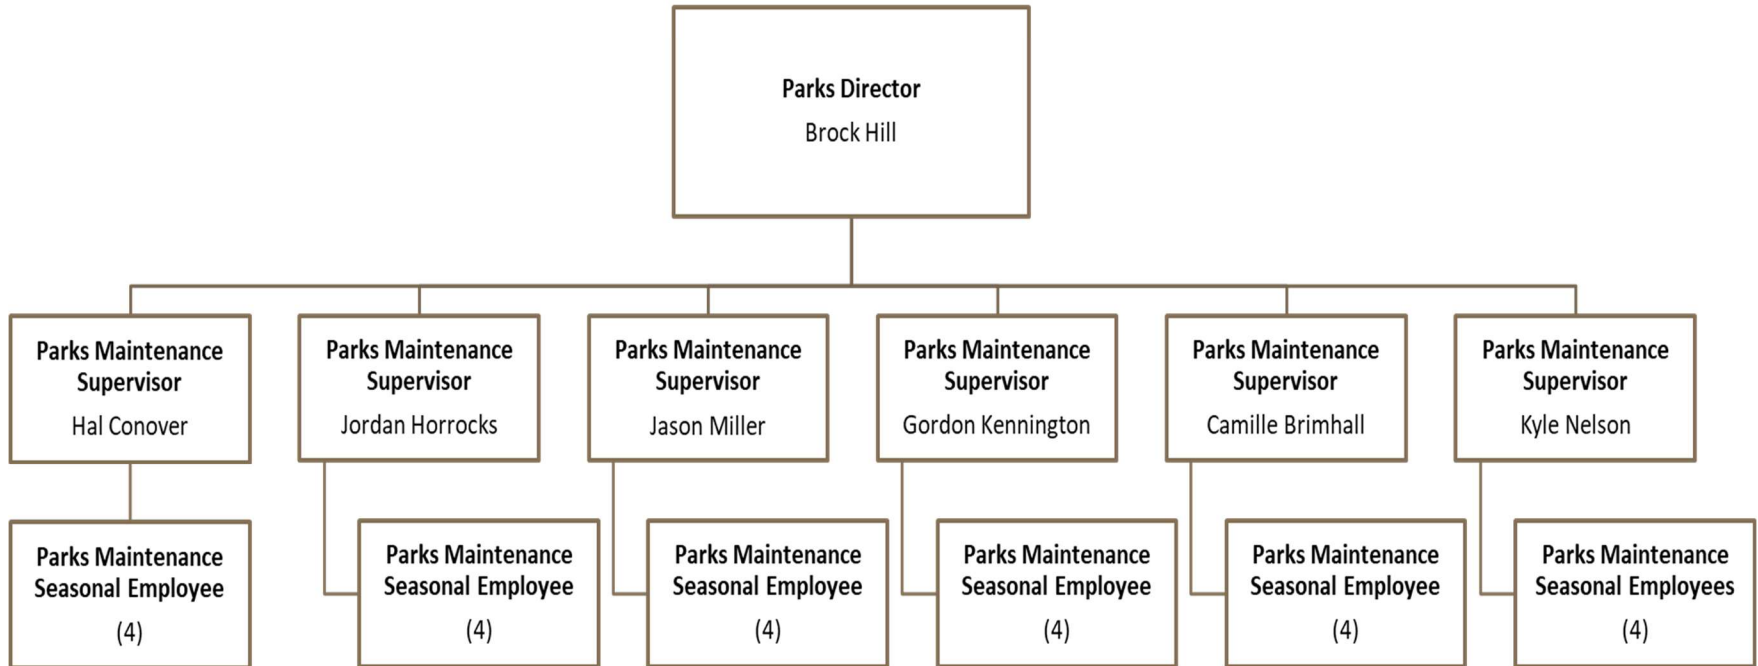 Parks Director
Brock Hill
Parks Maintenance
Supervisor
Hal Conover
Parks Maintenance
Supervisor
Jordan Horrocks
Parks Maintenance
Supervisor
Jason Miller
Parks Maintenance
Supervisor
Gordon Kennington
Parks Maintenance
Supervisor
Camille Brimhall
Parks Maintenance
Supervisor
Kyle Nelson
Parks Maintenance
Seasonal Employee
(4)
Parks Maintenance
Seasonal Employee
(4)
Parks Maintenance
Seasonal Employee
(4)
Parks Maintenance
Seasonal Employee
(4)
Parks Maintenance
Seasonal Employee
(4)
Parks Maintenance
Seasonal Employees
(4)